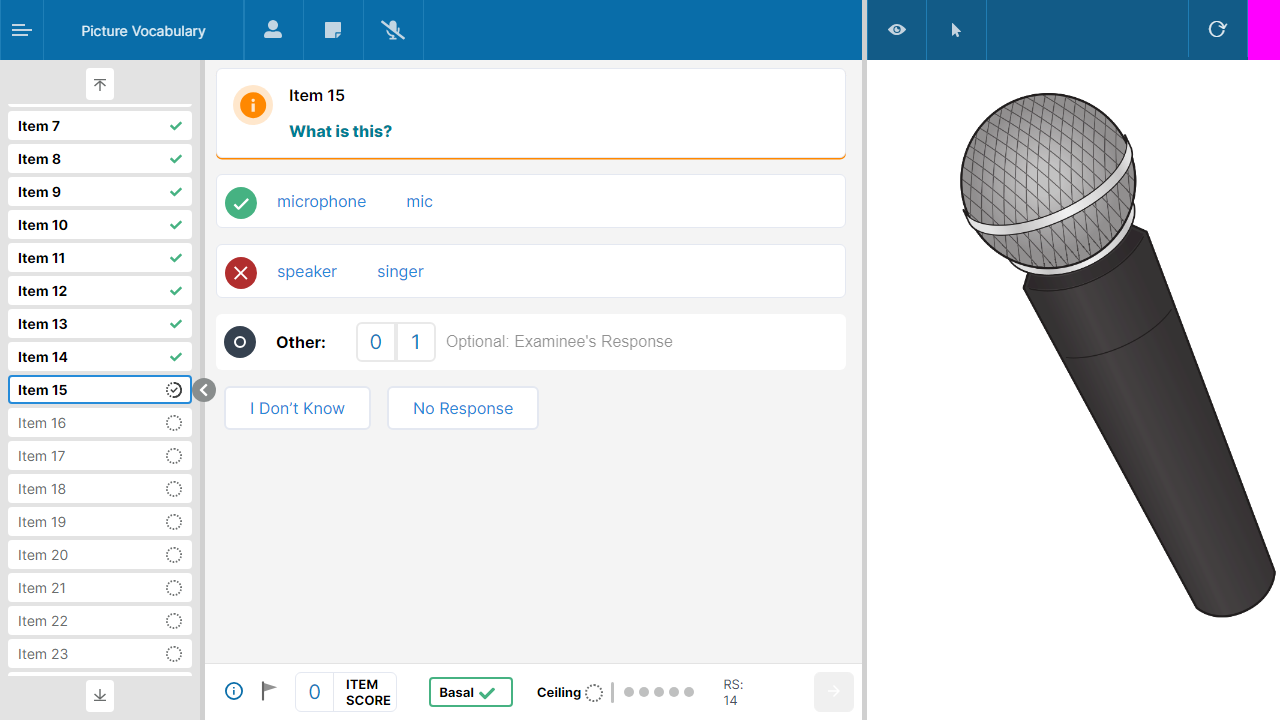 Picture Vocabulary
Item 7
Item 8
Item 9
Item 10
Item 11
Item 12
Item 13
Item 14
Item 15
Item 16
Item 17
Item 18
Item 19
Item 20
Item 21
Item 22
Item 23
Item 15
What is this?
microphone mic
speaker singer
Other: 0 1 Optional: Examinee's Response
I Don’t Know No Response
0 ITEM SCORE
Basal
Ceiling
RS:
14